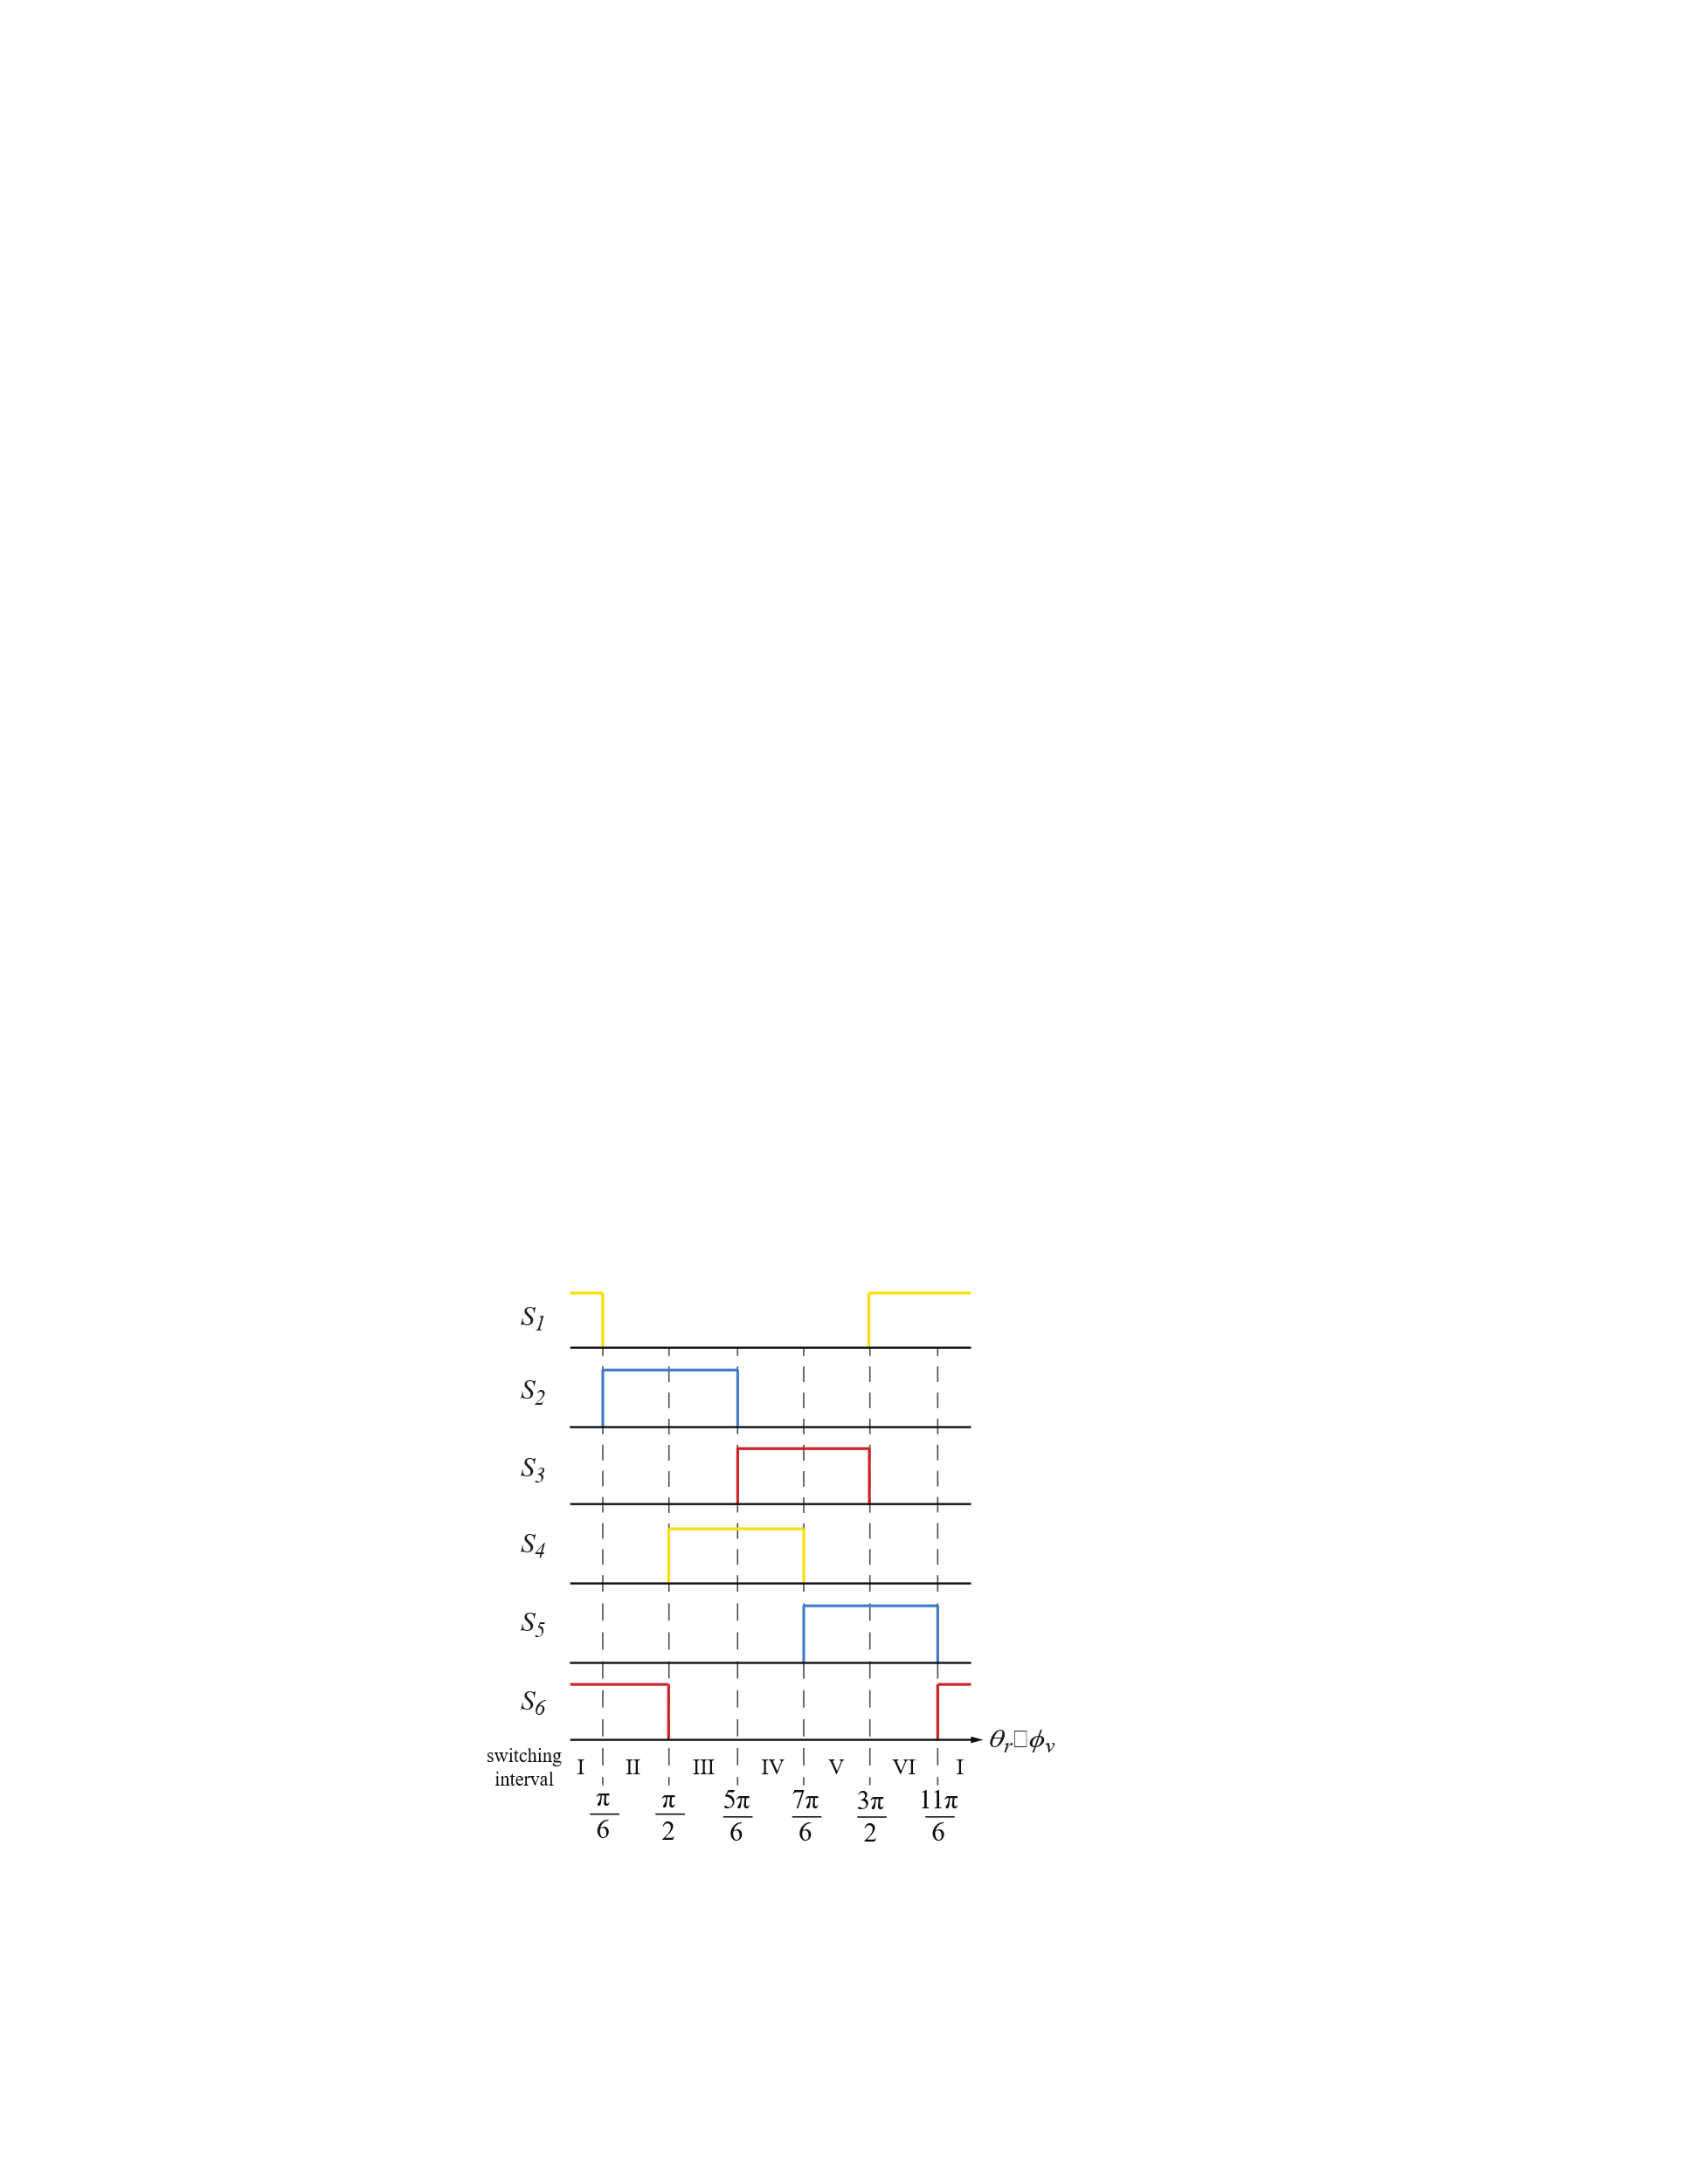 S1
S2
S3
S4
S5
S6
θr□ϕv
switching interval I II III IV V VI I
π/6 π/2 5π/6 7π/6 3π/2 11π/6